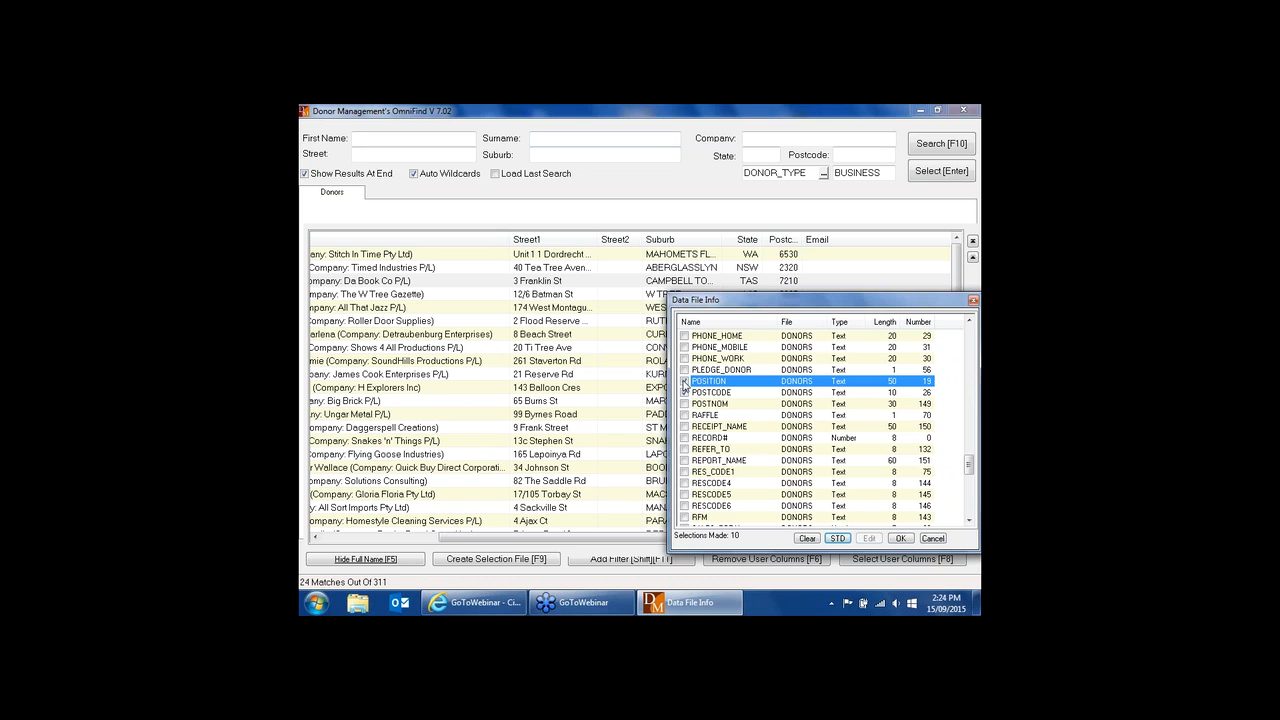 Donor Management's OmniFind V 7.02
First Name: Surname: Company:
Street: Suburb: State: Postcode:
Search [F10]
Show Results At End Auto Wildcards Load Last Search DONOR_TYPE ... BUSINESS
Select [Enter]
Donors
Street1 Street2 Suburb State Postc... Email
any: Stitch In Time Pty Ltd) Unit 1 1 Dordrecht ... MAHOMETS FL... WA 6530
Company: Timed Industries P/L) 40 Tea Tree Aven... ABERGLASSLYN NSW 2320
mpany: Da Book Co P/L) 3 Franklin St CAMPBELL TO... TAS 7210
mpany: The W Tree Gazette) 12/6 Batman St W TR
mpany: All That Jazz P/L) 174 West Montagu... RUT
Company: Roller Door Supplies) 2 Flood Reserve ... RUF
arlena (Company: Detraubenburg Enterprises) 8 Beach Street COR
Company: Shows 4 All Productions P/L) 20 Ti Tree Ave CON
mie (Company: SoundHills Productions P/L) 261 Staverton Rd ROL
mpany: James Cook Enterprises P/L) 21 Reserve Rd KUR
(Company: H Explorers Inc) 143 Balloon Cres EXP
mpany: Big Brick P/L) 65 Burns St MAR
any: Ungar Metal P/L) 99 Byrnes Road PAD
mpany: Daggerspell Creations) 9 Frank Street ST M
mpany: Snakes 'n' Things P/L) 13c Stephen St SNA
ompany: Flying Goose Industries) 165 Lapoinya Rd
r Wallace (Company: Quick Buy Direct Corporati... 34 Johnson St BOO
ompany: Solutions Consulting) 82 The Saddle Rd BRU
(Company: Gloria Floria Pty Ltd) 17/105 Torbay St MAC
ny: All Sort Imports Pty Ltd) 4 Sackville St
ompany: Homestyle Cleaning Services P/L) 4 Ajax Ct PAR
Data File Info
Name File Type Length Number
PHONE_HOME DONORS Text 20 29
PHONE_MOBILE DONORS Text 20 31
PHONE_WORK DONORS Text 20 30
PLEDGE_DONOR DONORS Text 1 56
POSITION DONORS Text 50 19
POSTCODE DONORS Text 10 26
POSTNOM DONORS Text 30 149
RAFFLE DONORS Text 1 70
RECEIPT_NAME DONORS Text 50 150
RECORD# DONORS Number 8 0
REFER_TO DONORS Text 8 132
REPORT_NAME DONORS Text 60 151
RES_CODE1 DONORS Text 8 75
RESCODE4 DONORS Text 8 144
RESCODE5 DONORS Text 8 145
RESCODE6 DONORS Text 8 146
RFM DONORS Text 8 143
Selections Made: 10 Clear STD Edit OK Cancel
Hide Full Name [F5] Create Selection File [F9] Add Filter [Shift][F11] Remove User Columns [F6] Select User Columns [F8]
24 Matches Out Of 311
GoToWebinar - Ci... GoToWebinar DM Data File Info
2:24 PM
15/09/2015